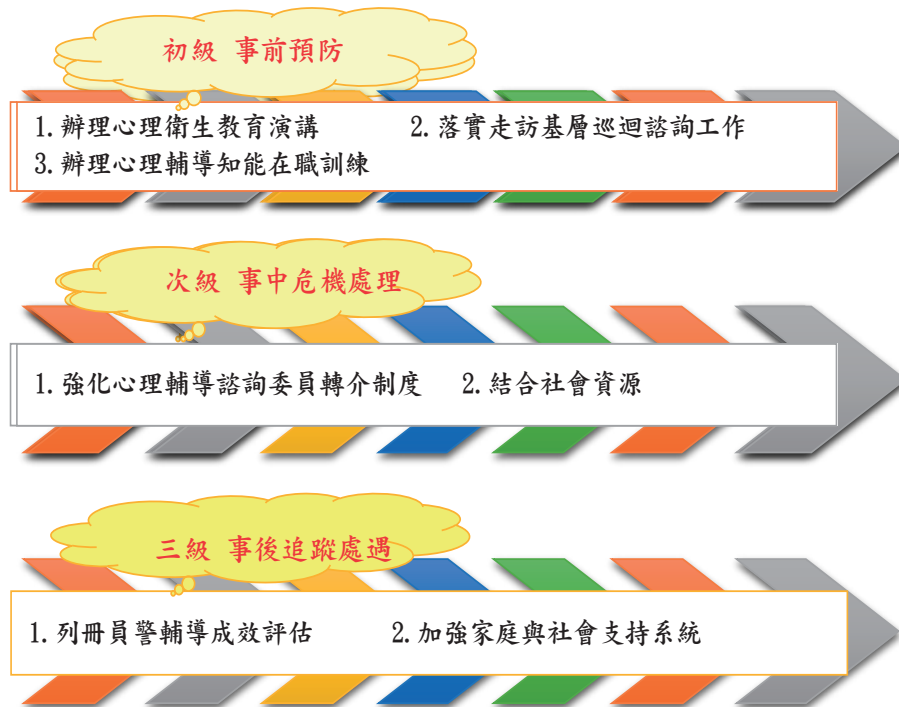 初級 事前預防
1.辦理心理衛生教育演講 2.落實走訪基層巡迴諮詢工作
3.辦理心理輔導知能在職訓練
次級 事中危機處理
1.強化心理輔導諮詢委員轉介制度 2.結合社會資源
三級 事後追蹤處遇
1.列冊員警輔導成效評估 2.加強家庭與社會支持系統